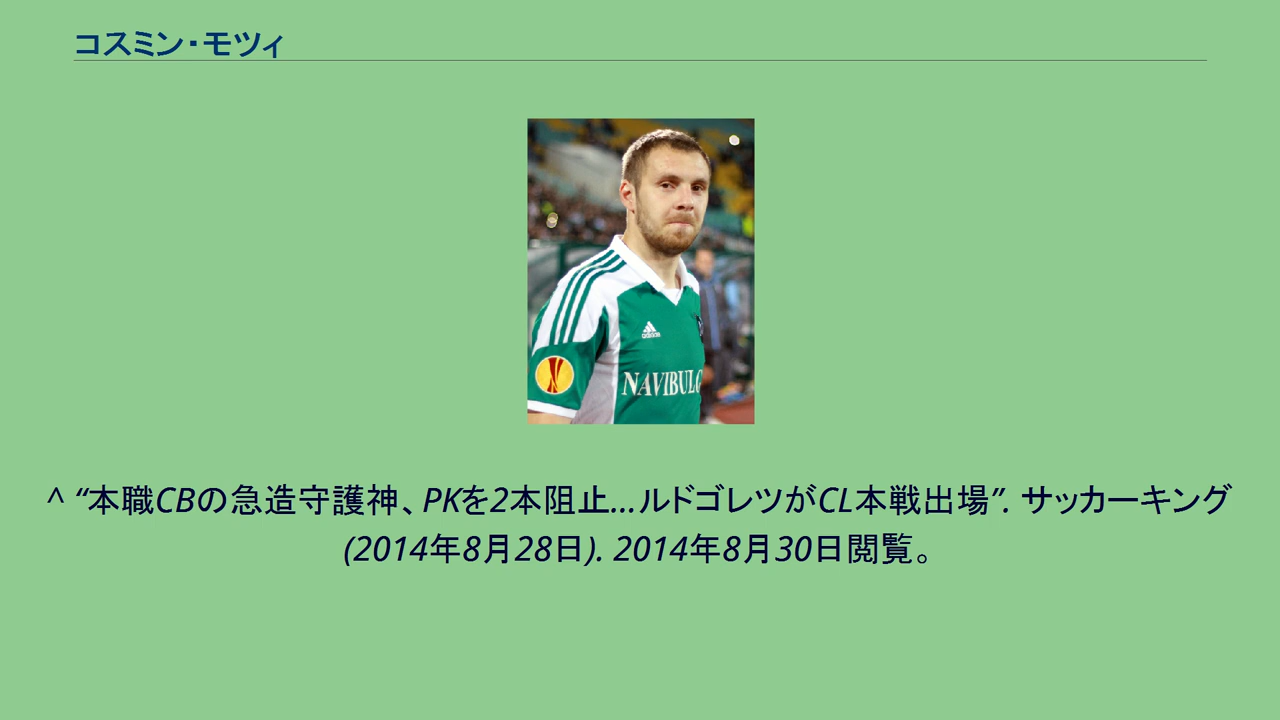 コスミン・モツィ
adidas
NAVIBULG
^ “本職CBの急造守護神、PKを2本阻止…ルドゴレツがCL本戦出場”. サッカーキング
(2014年8月28日). 2014年8月30日閲覧。